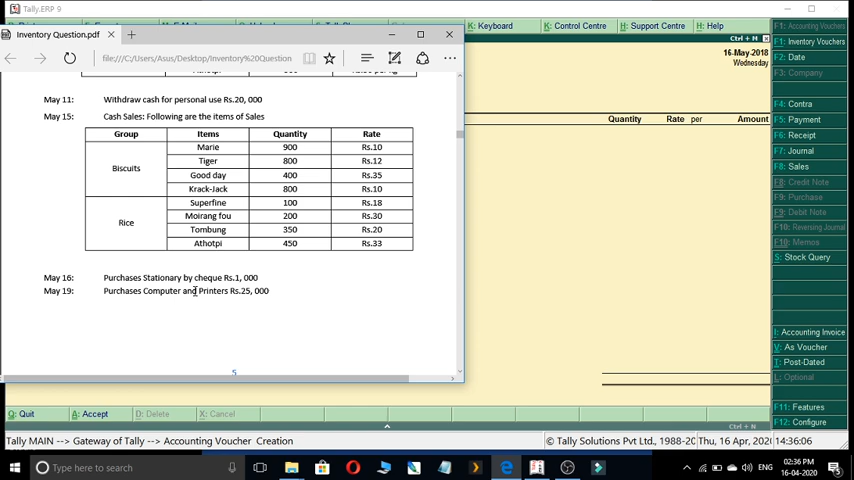 Tally.ERP 9
K: Keyboard
K: Control Centre
H: Support Centre
H: Help
Inventory Question.pdf
Ctrl + N
file:///C:/Users/Asus/Desktop/Inventory%20Question
16-May-2018
Wednesday
May 11: Withdraw cash for personal use Rs.20, 000
May 15: Cash Sales: Following are the items of Sales
Group Items Quantity Rate
Biscuits
Marie 900 Rs.10
Tiger 800 Rs.12
Good day 400 Rs.35
Krack-Jack 800 Rs.10
Rice
Superfine 100 Rs.18
Moirang fou 200 Rs.30
Tombung 350 Rs.20
Athotpi 450 Rs.33
May 16: Purchases Stationary by cheque Rs.1, 000
May 19: Purchases Computer and Printers Rs.25, 000
5
Quantity Rate per Amount
F1: Accounting Vouchers
F1: Inventory Vouchers
F2: Date
F3: Company
F4: Contra
F5: Payment
F6: Receipt
F7: Journal
F8: Sales
F8: Credit Note
F9: Purchase
F9: Debit Note
F10: Reversing Journal
F10: Memos
S: Stock Query
I: Accounting Invoice
V: As Voucher
T: Post-Dated
L: Optional
F11: Features
F12: Configure
Q: Quit
A: Accept
D: Delete
X: Cancel
Ctrl + N
Tally MAIN --> Gateway of Tally --> Accounting Voucher Creation
© Tally Solutions Pvt Ltd., 1988-20
Thu, 16 Apr, 202
14:36:06
Type here to search
ENG
02:36 PM
16-04-2020